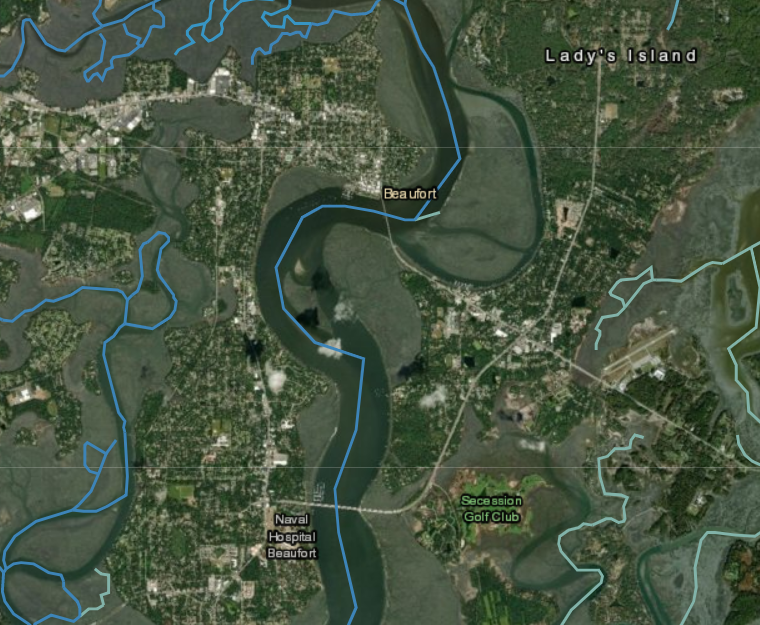 Lady's Island
Beaufort
Secession
Golf Club
Naval
Hospital
Beaufort